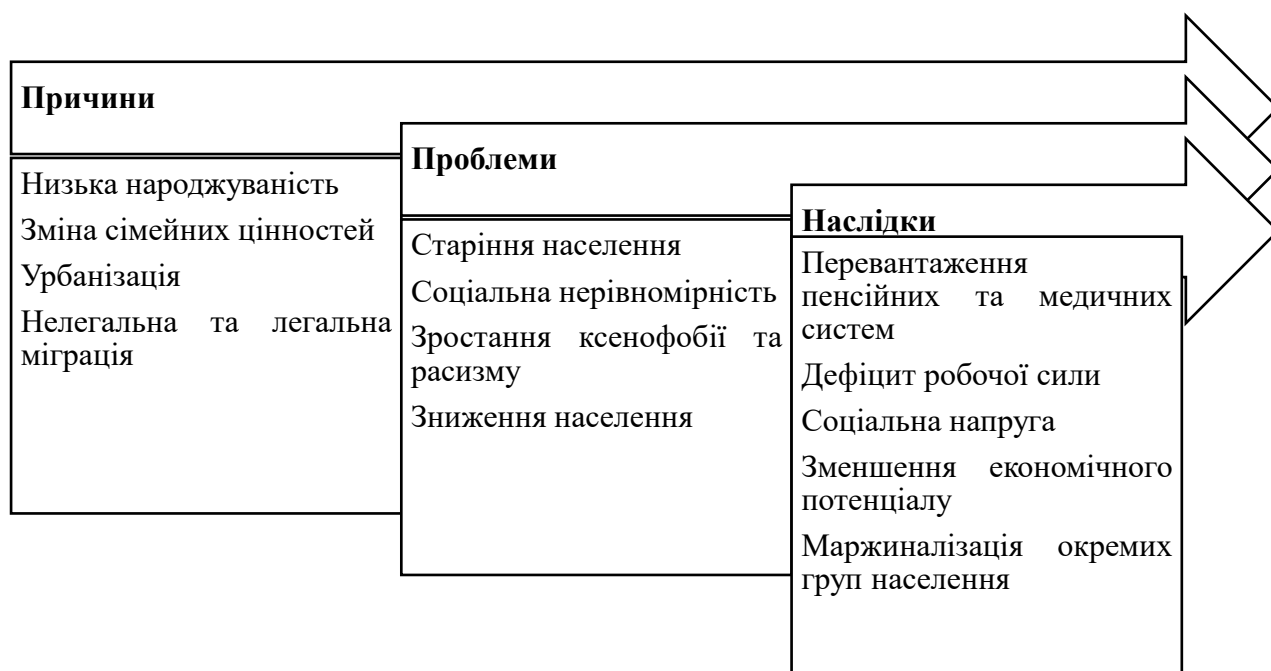 Причини
Низька народжуваність
Зміна сімейних цінностей
Урбанізація
Нелегальна та легальна
міграція
Проблеми
Старіння населення
Соціальна нерівномірність
Зростання ксенофобії та
расизму
Зниження населення
Наслідки
Перевантаження
пенсійних та медичних
систем
Дефіцит робочої сили
Соціальна напруга
Зменшення економічного
потенціалу
Маржиналізація окремих
груп населення